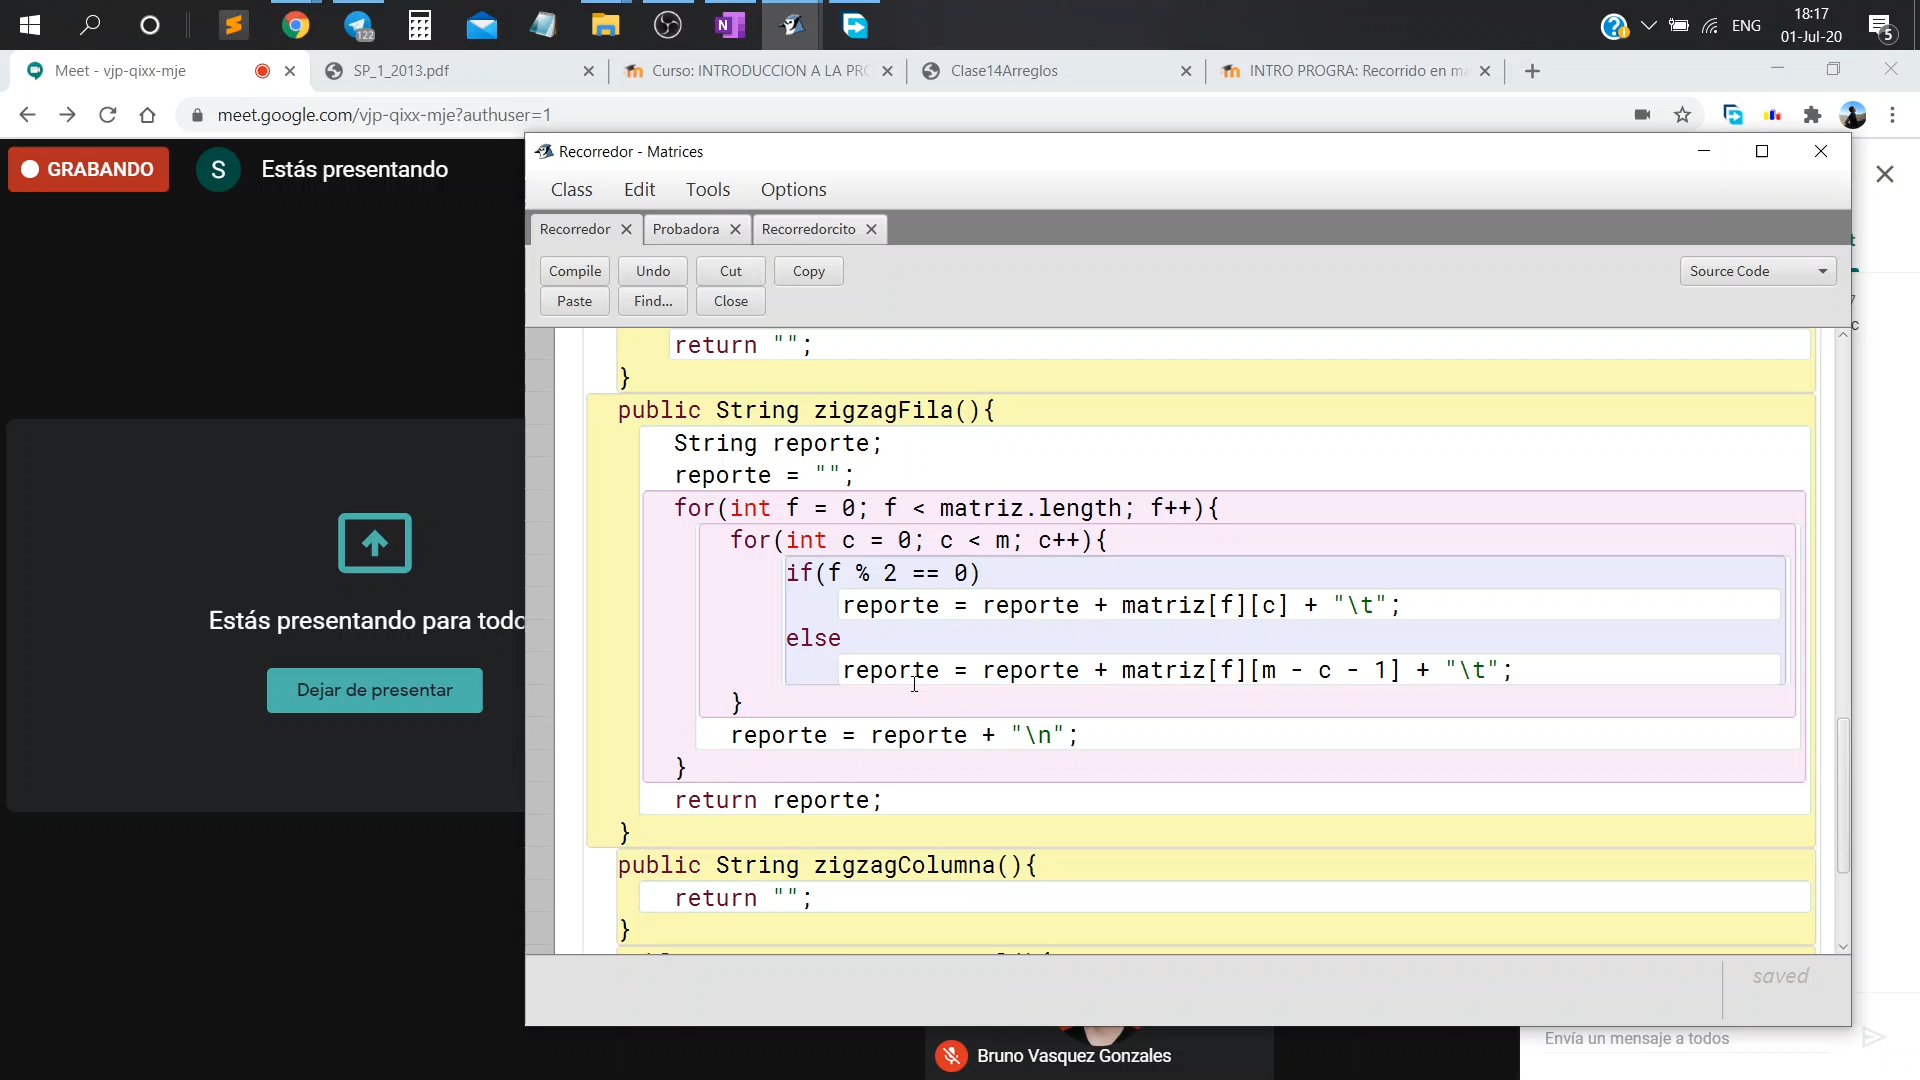 122
ENG
18:17
01-Jul-20
5
Meet - vjp-qixx-mje
SP_1_2013.pdf
Curso: INTRODUCCION A LA PRO
Clase14Arreglos
INTRO PROGRA: Recorrido en ma
meet.google.com/vjp-qixx-mje?authuser=1
GRABANDO
S
Estás presentando
Estás presentando para todo
Dejar de presentar
Recorredor - Matrices
Class Edit Tools Options
Recorredor Probadora Recorredorcito
Compile Undo Cut Copy
Paste Find... Close
Source Code
return "";
}
public String zigzagFila(){
String reporte;
reporte = "";
for(int f = 0; f < matriz.length; f++){
for(int c = 0; c < m; c++){
if(f % 2 == 0)
reporte = reporte + matriz[f][c] + "\t";
else
reporte = reporte + matriz[f][m - c - 1] + "\t";
}
reporte = reporte + "\n";
}
return reporte;
}
public String zigzagColumna(){
return "";
}
saved
Bruno Vasquez Gonzales
Envía un mensaje a todos